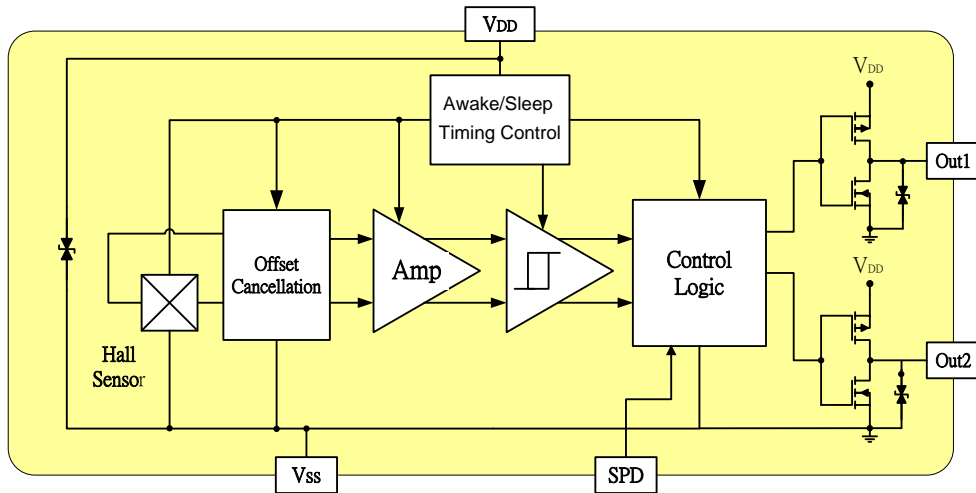 VDD
Awake/Sleep
Timing Control
VDD
Out1
Offset
Cancellation
Amp
Control
Logic
VDD
Hall
Sensor
Out2
Vss
SPD